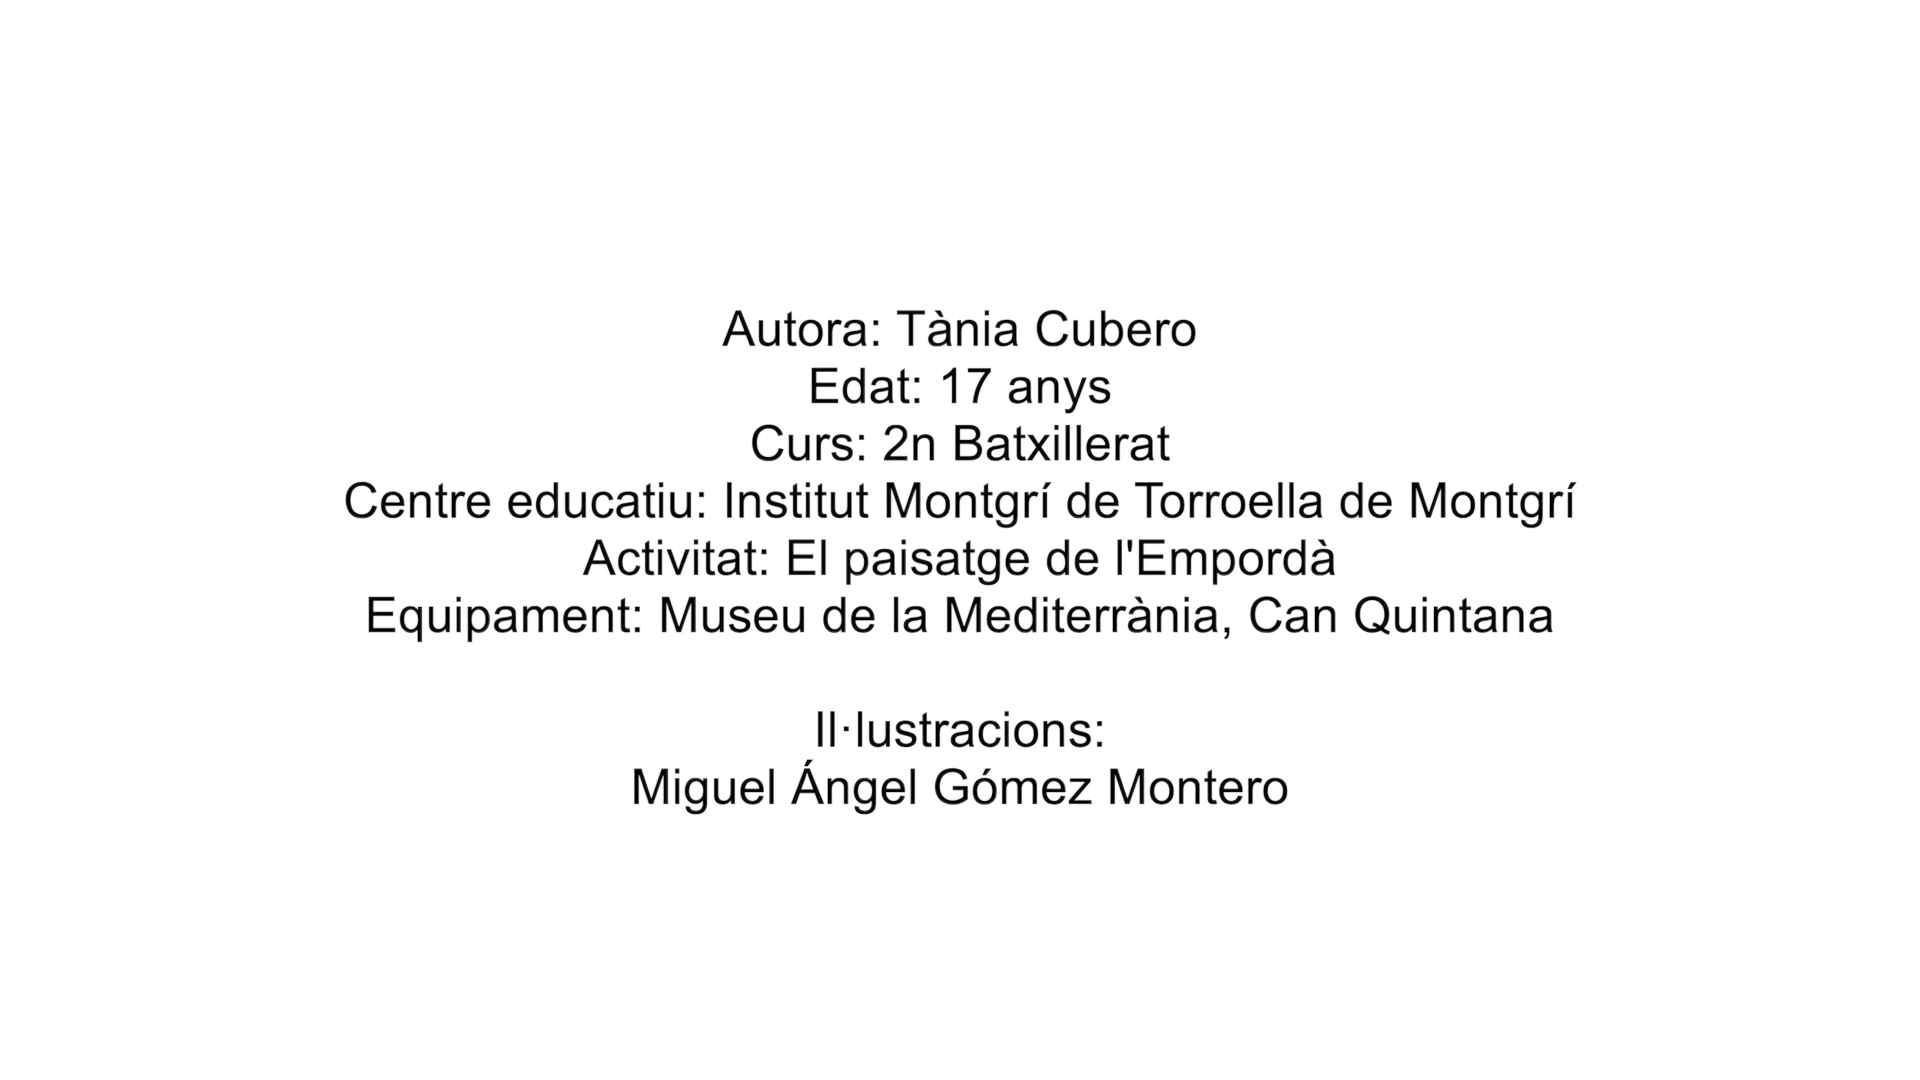 Autora: Tània Cubero
Edat: 17 anys
Curs: 2n Batxillerat
Centre educatiu: Institut Montgrí de Torroella de Montgrí
Activitat: El paisatge de l'Empordà
Equipament: Museu de la Mediterrània, Can Quintana
Il·lustracions:
Miguel Ángel Gómez Montero